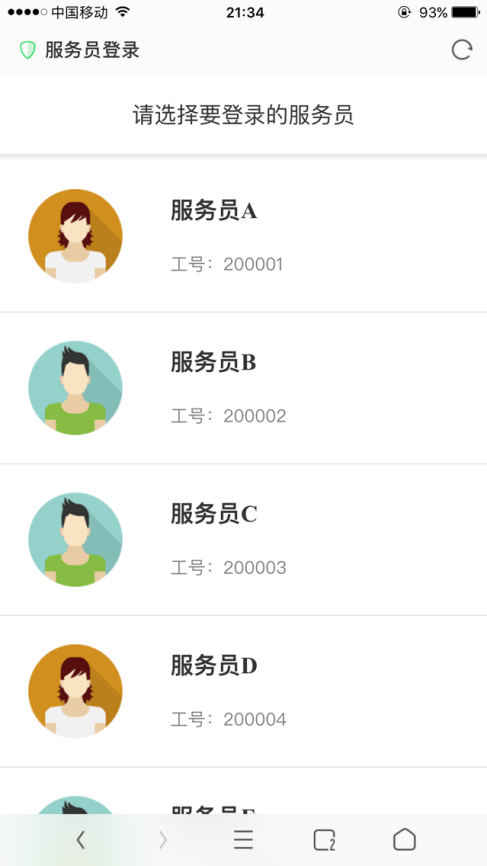 中国移动 21:34 93%
服务员登录
请选择要登录的服务员
服务员A
工号：200001
服务员B
工号：200002
服务员C
工号：200003
服务员D
工号：200004
2